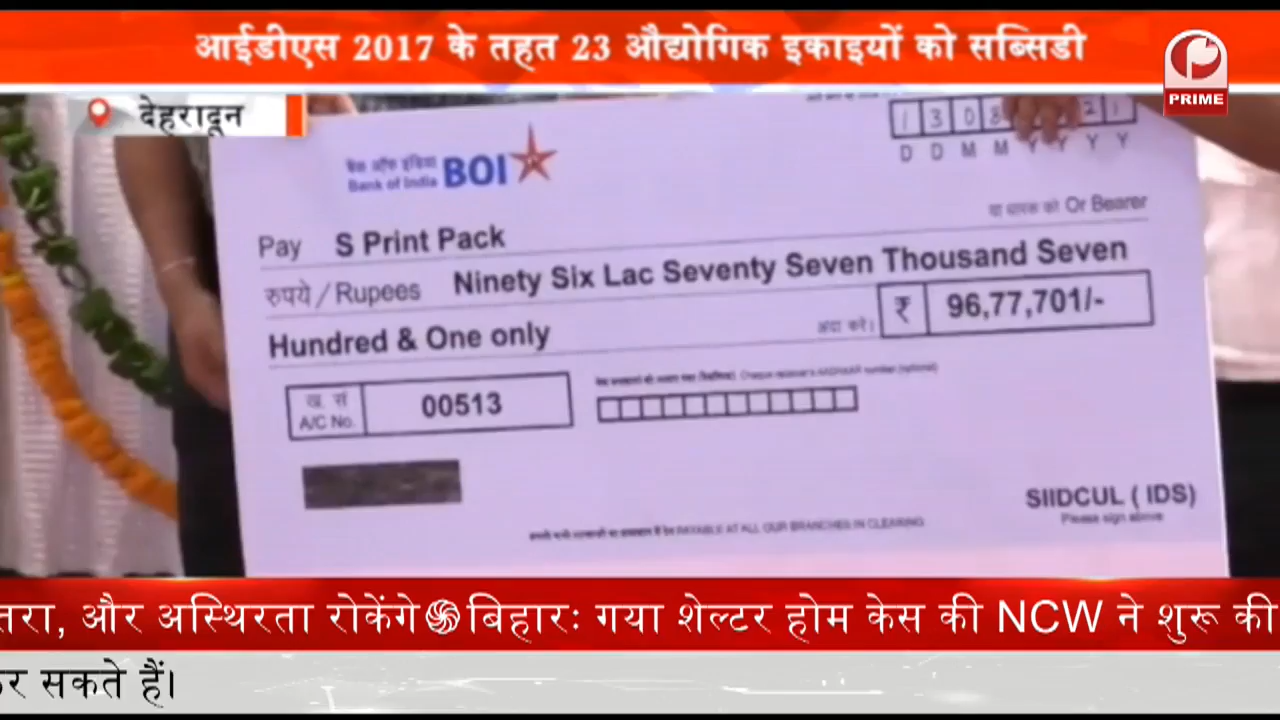 आईडीएस 2017 के तहत 23 औद्योगिक इकाइयों को सब्सिडी
PRIME
देहरादून
D D M M Y Y Y Y
बैंक ऑफ इंडिया
Bank of India BOI
या धारक को Or Bearer
Pay S Print Pack
रुपये / Rupees Ninety Six Lac Seventy Seven Thousand Seven
Hundred & One only
अदा करें। ₹ 96,77,701/-
ख. सं
A/C No. 00513
SIIDCUL ( IDS)
Please sign above
PAYABLE AT ALL OUR BRANCHES IN CLEARING
तरा, और अस्थिरता रोकेंगे बिहारः गया शेल्टर होम केस की NCW ने शुरू की
र सकते हैं।